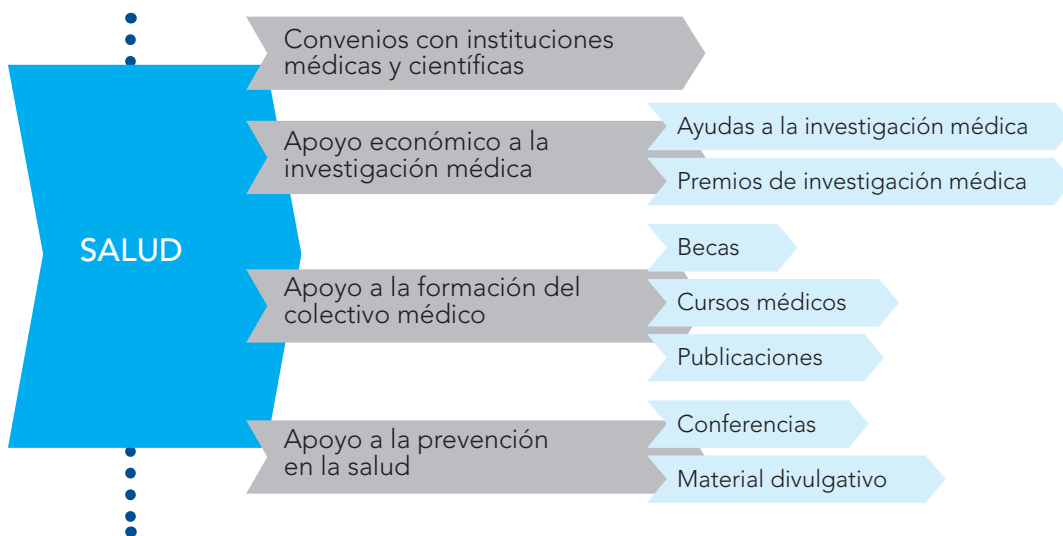 SALUD
Convenios con instituciones
médicas y científicas
Apoyo económico a la
investigación médica
Ayudas a la investigación médica
Premios de investigación médica
Apoyo a la formación del
colectivo médico
Becas
Cursos médicos
Publicaciones
Apoyo a la prevención
en la salud
Conferencias
Material divulgativo